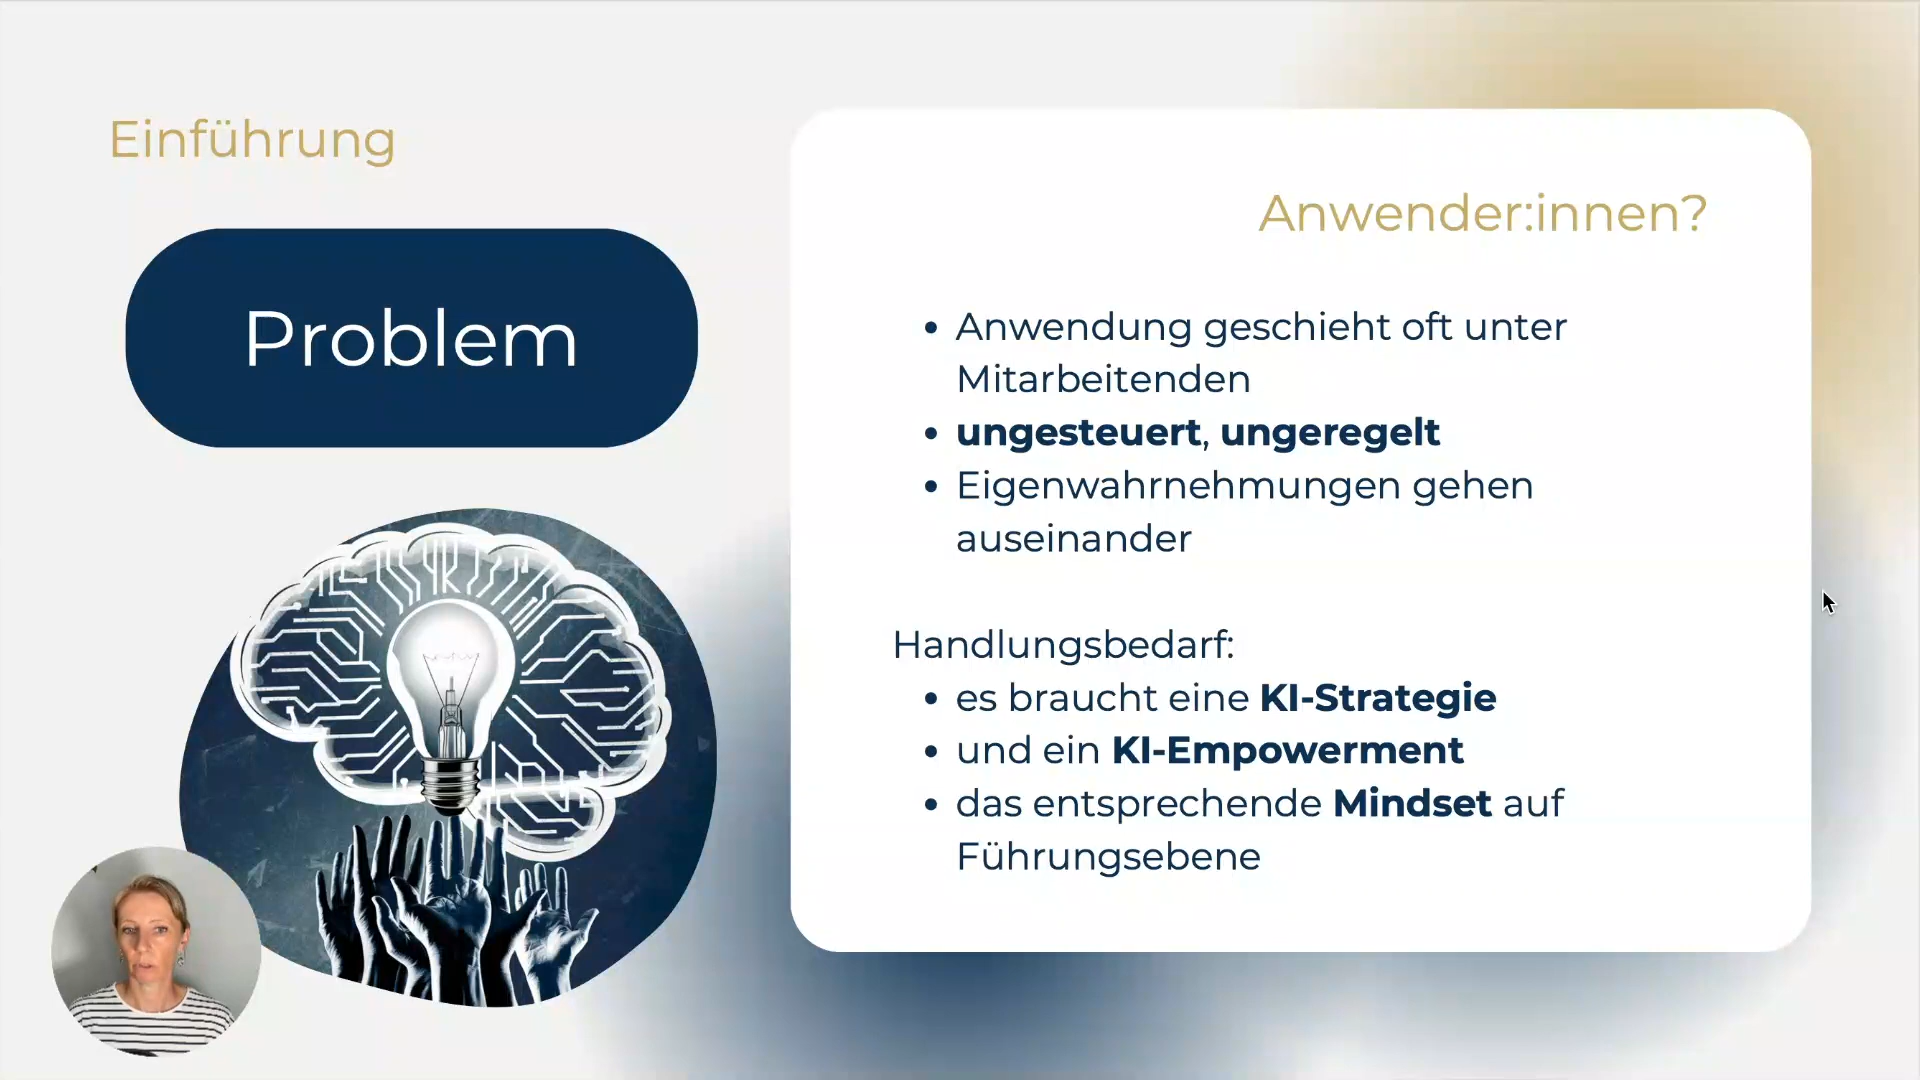 Einführung
Problem
Anwender:innen?
• Anwendung geschieht oft unter
Mitarbeitenden
• ungesteuert, ungeregelt
• Eigenwahrnehmungen gehen
auseinander
Handlungsbedarf:
• es braucht eine KI-Strategie
• und ein KI-Empowerment
• das entsprechende Mindset auf
Führungsebene